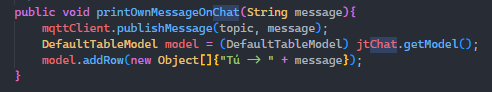 public void printOwnMessageOnChat(String message){
mqttClient.publishMessage(topic, message);
DefaultTableModel model = (DefaultTableModel) jtChat.getModel();
model.addRow(new Object[]{"Tú -> " + message});
}